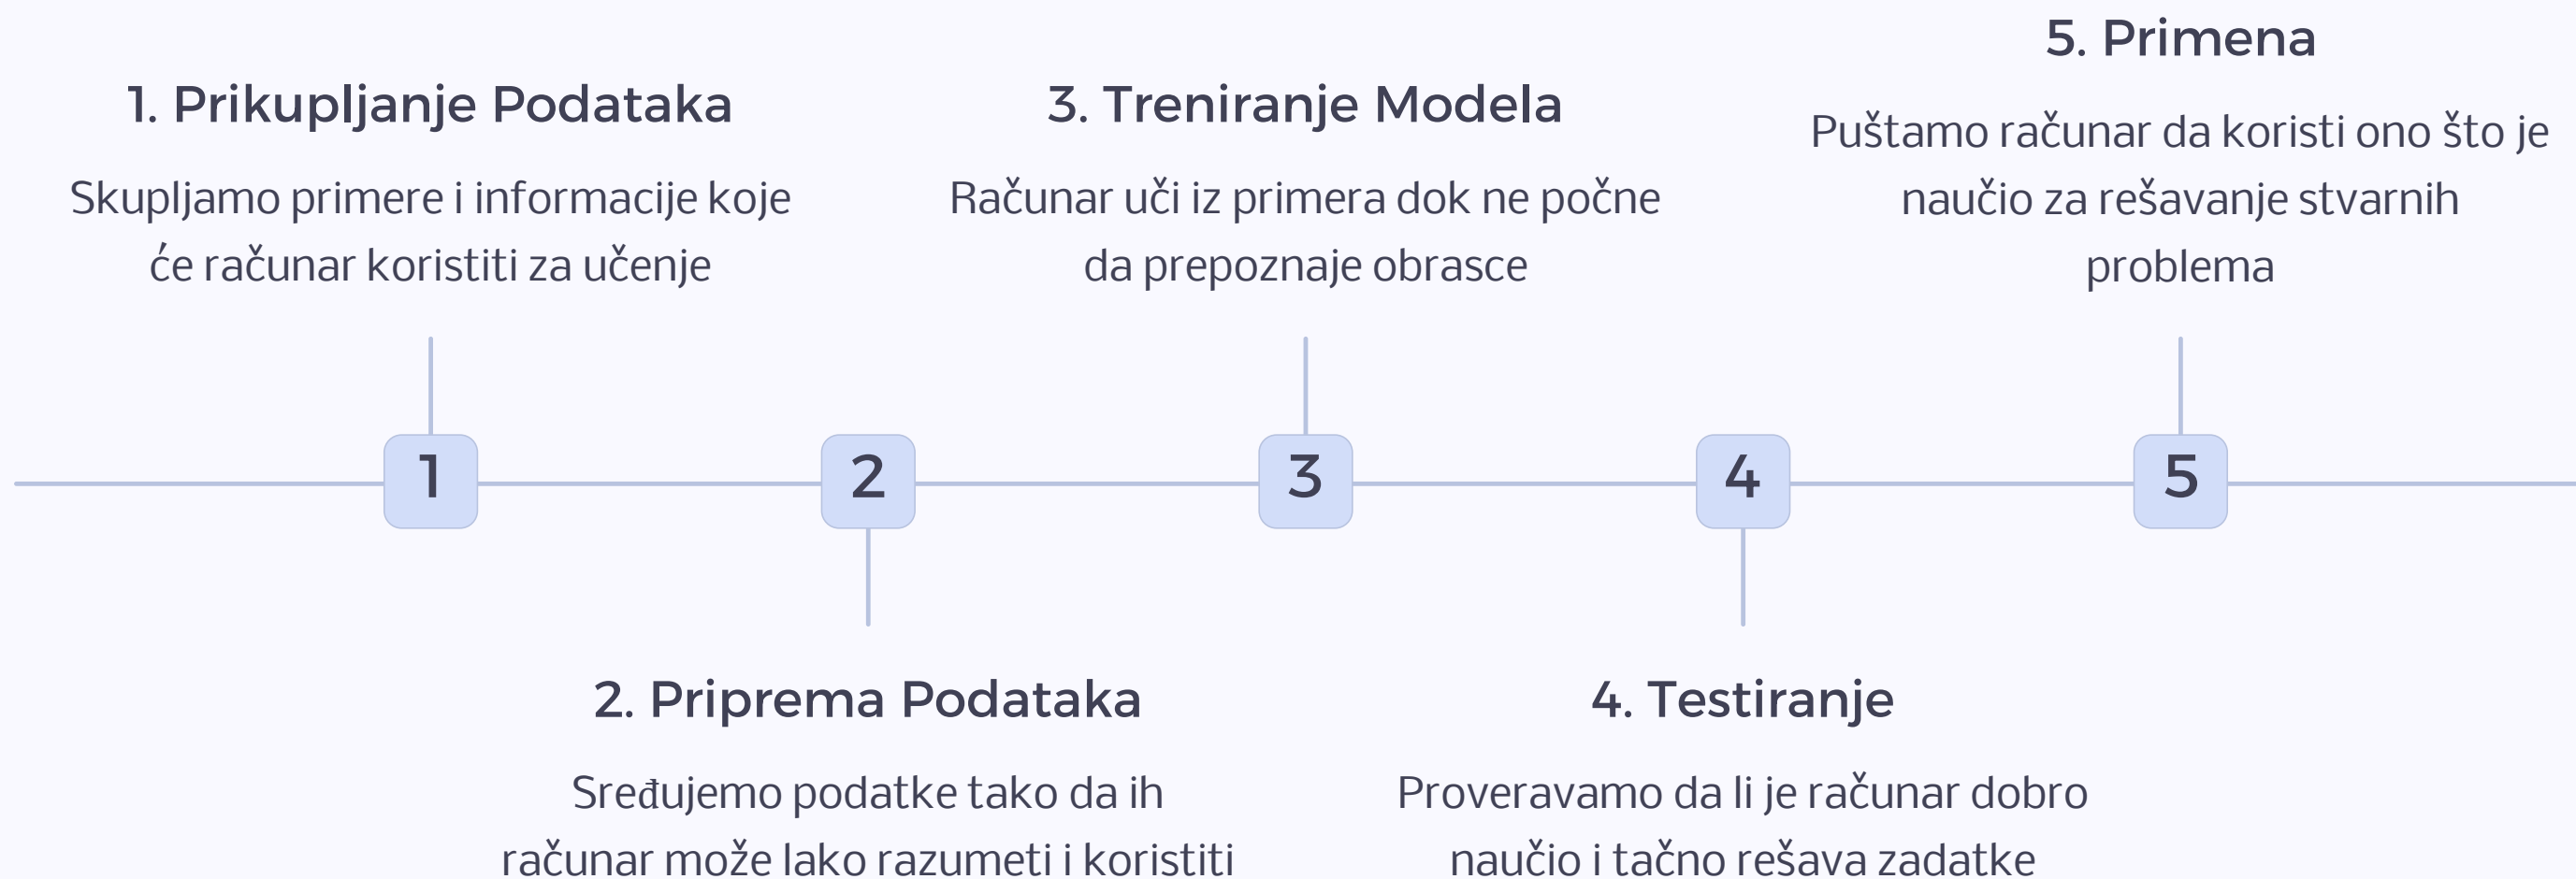 1. Prikupljanje Podataka
Skupljamo primere i informacije koje
će računar koristiti za učenje
3. Treniranje Modela
Računar uči iz primera dok ne počne
da prepoznaje obrasce
5. Primena
Puštamo računar da koristi ono što je
naučio za rešavanje stvarnih
problema
1
2
3
4
5
2. Priprema Podataka
Sređujemo podatke tako da ih
računar može lako razumeti i koristiti
4. Testiranje
Proveravamo da li je računar dobro
naučio i tačno rešava zadatke